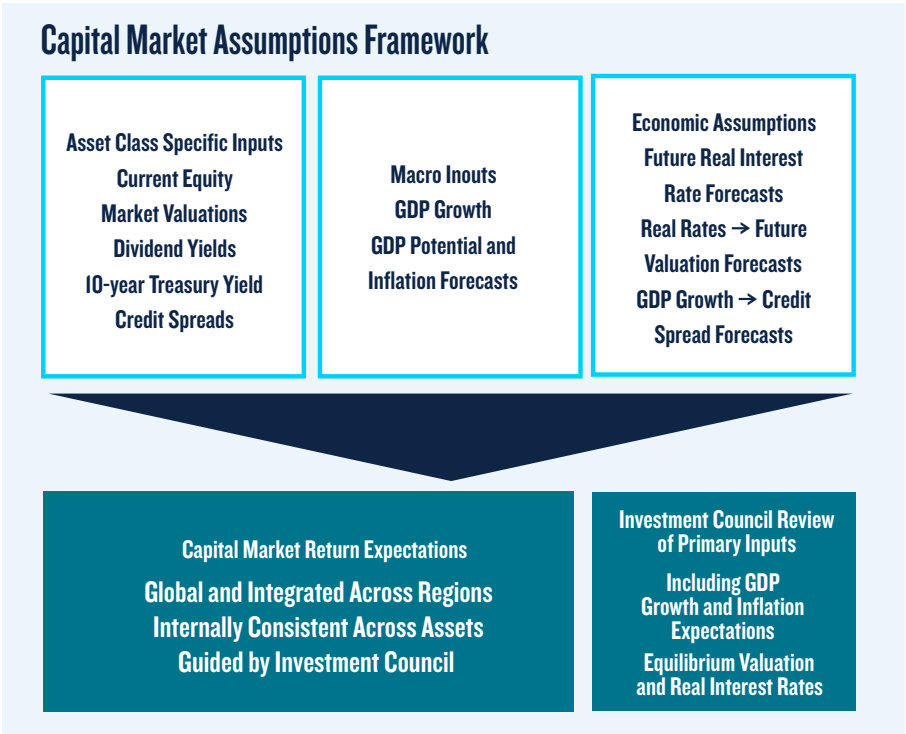 Capital Market Assumptions Framework
Asset Class Specific Inputs
Current Equity
Market Valuations
Dividend Yields
10-year Treasury Yield
Credit Spreads
Macro Inouts
GDP Growth
GDP Potential and
Inflation Forecasts
Economic Assumptions
Future Real Interest
Rate Forecasts
Real Rates → Future
Valuation Forecasts
GDP Growth → Credit
Spread Forecasts
Capital Market Return Expectations
Global and Integrated Across Regions
Internally Consistent Across Assets
Guided by Investment Council
Investment Council Review
of Primary Inputs
Including GDP
Growth and Inflation
Expectations
Equilibrium Valuation
and Real Interest Rates